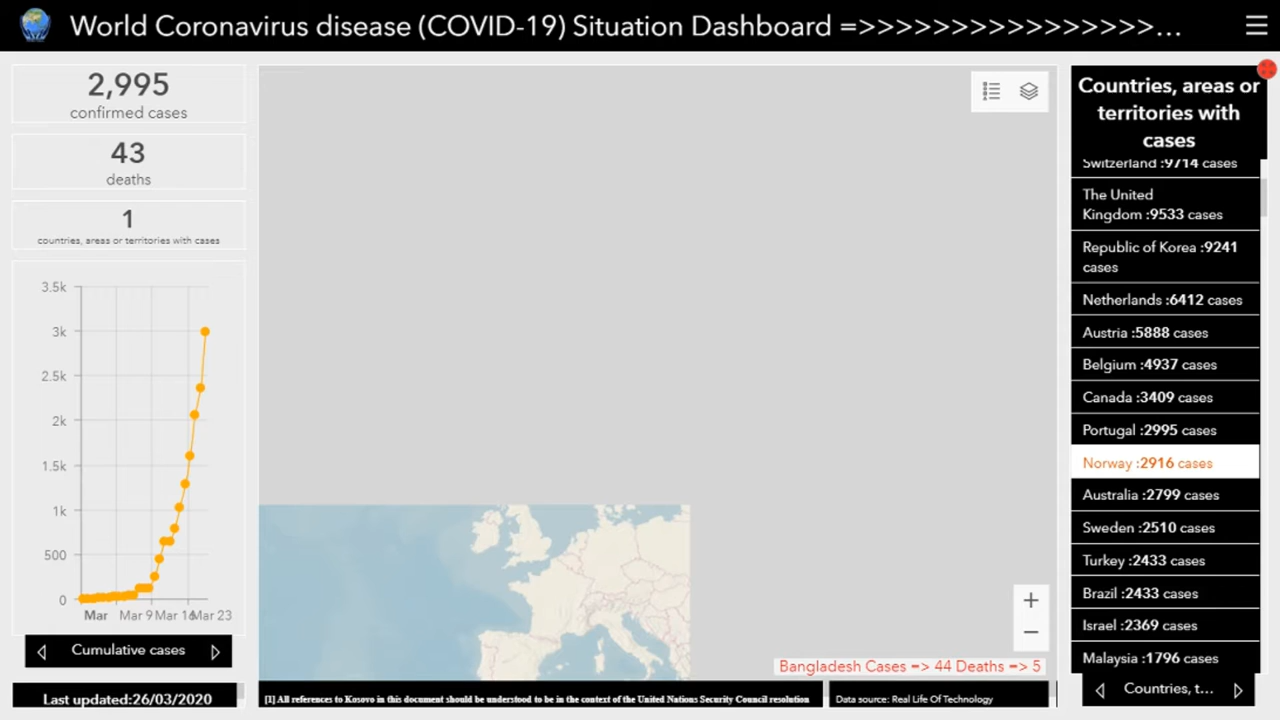 World Coronavirus disease (COVID-19) Situation Dashboard =>>>>>>>>>>>>>>>>>...
2,995
confirmed cases
43
deaths
1
countries, areas or territories with cases
3.5k
3k
2.5k
2k
1.5k
1k
500
0
Mar Mar 9 Mar 16 Mar 23
Cumulative cases
Last updated:26/03/2020
Bangladesh Cases => 44 Deaths => 5
[1] All references to Kosovo in this document should be understood to be in the context of the United Nations Security Council resolution
Data source: Real Life Of Technology
Countries, areas or
territories with
cases
Switzerland :9714 cases
The United
Kingdom :9533 cases
Republic of Korea :9241
cases
Netherlands :6412 cases
Austria :5888 cases
Belgium :4937 cases
Canada :3409 cases
Portugal :2995 cases
Norway :2916 cases
Australia :2799 cases
Sweden :2510 cases
Turkey :2433 cases
Brazil :2433 cases
Israel :2369 cases
Malaysia :1796 cases
Countries, t...